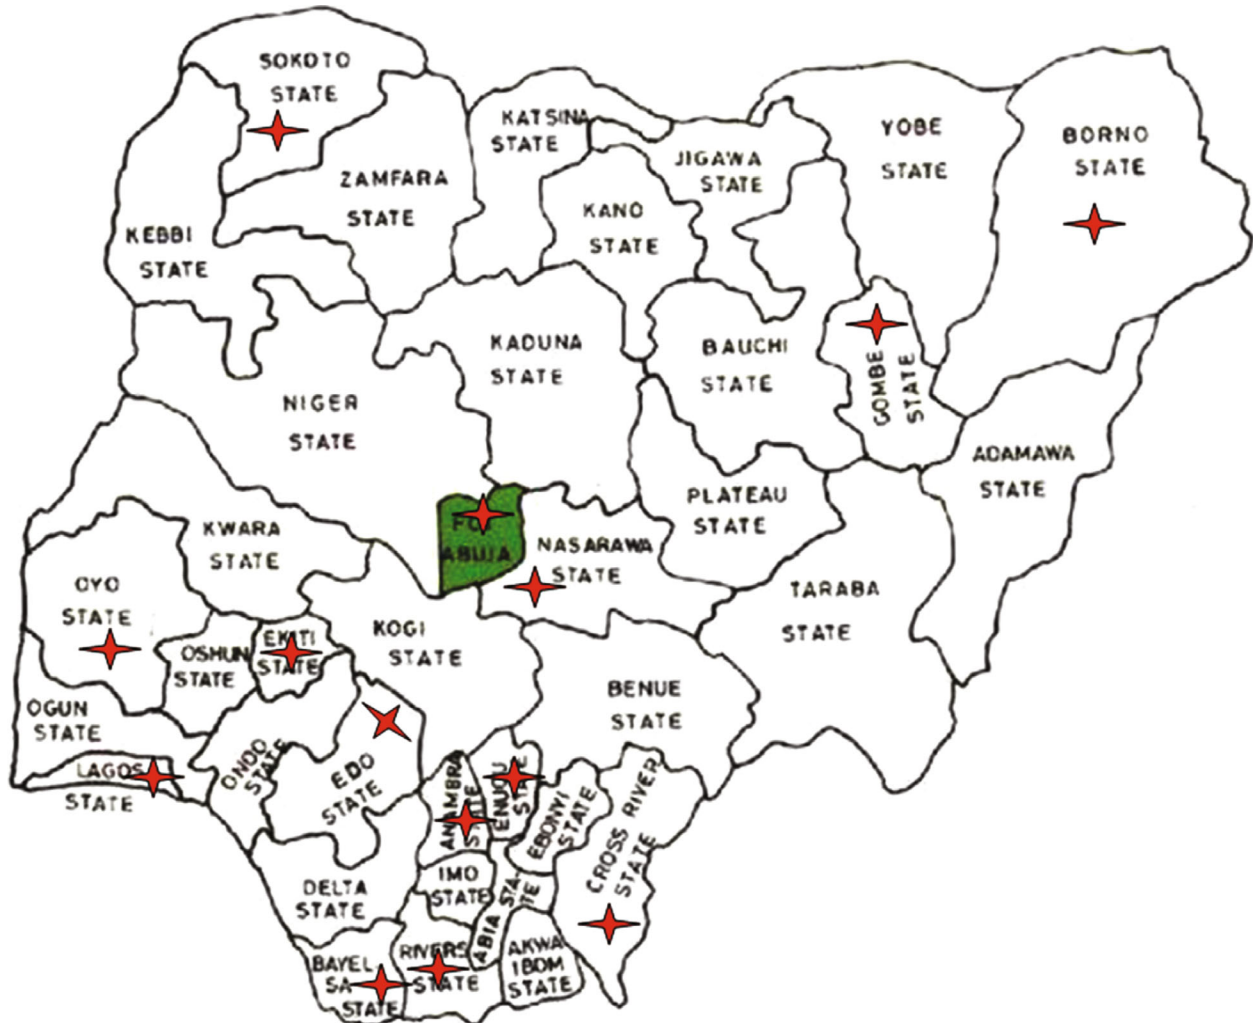 SOKOTO
STATE
KATSINA
STATE
YOBE
STATE
BORNO
STATE
JIGAWA
STATE
ZAMFARA
STATE
KANO
STATE
KEBBI
STATE
KADUNA
STATE
BAUCHI
STATE
GOMBE
STATE
NIGER
STATE
ADAMAWA
STATE
PLATEAU
STATE
KWARA
STATE
FCT
ABUJA
NASARAWA
STATE
OYO
STATE
TARABA
STATE
KOGI
STATE
EKITI
STATE
OSHUN
STATE
BENUE
STATE
OGUN
STATE
LAGOS
STATE
ONDO
STATE
EDO
STATE
ANAMBRA
STATE
ENUGU
STATE
EBONYI
STATE
CROSS RIVER
STATE
IMO
STATE
DELTA
STATE
ABIA STA-
TE
AKWA
IBOM
STATE
RIVERS
STATE
BAYEL
SA
STATE